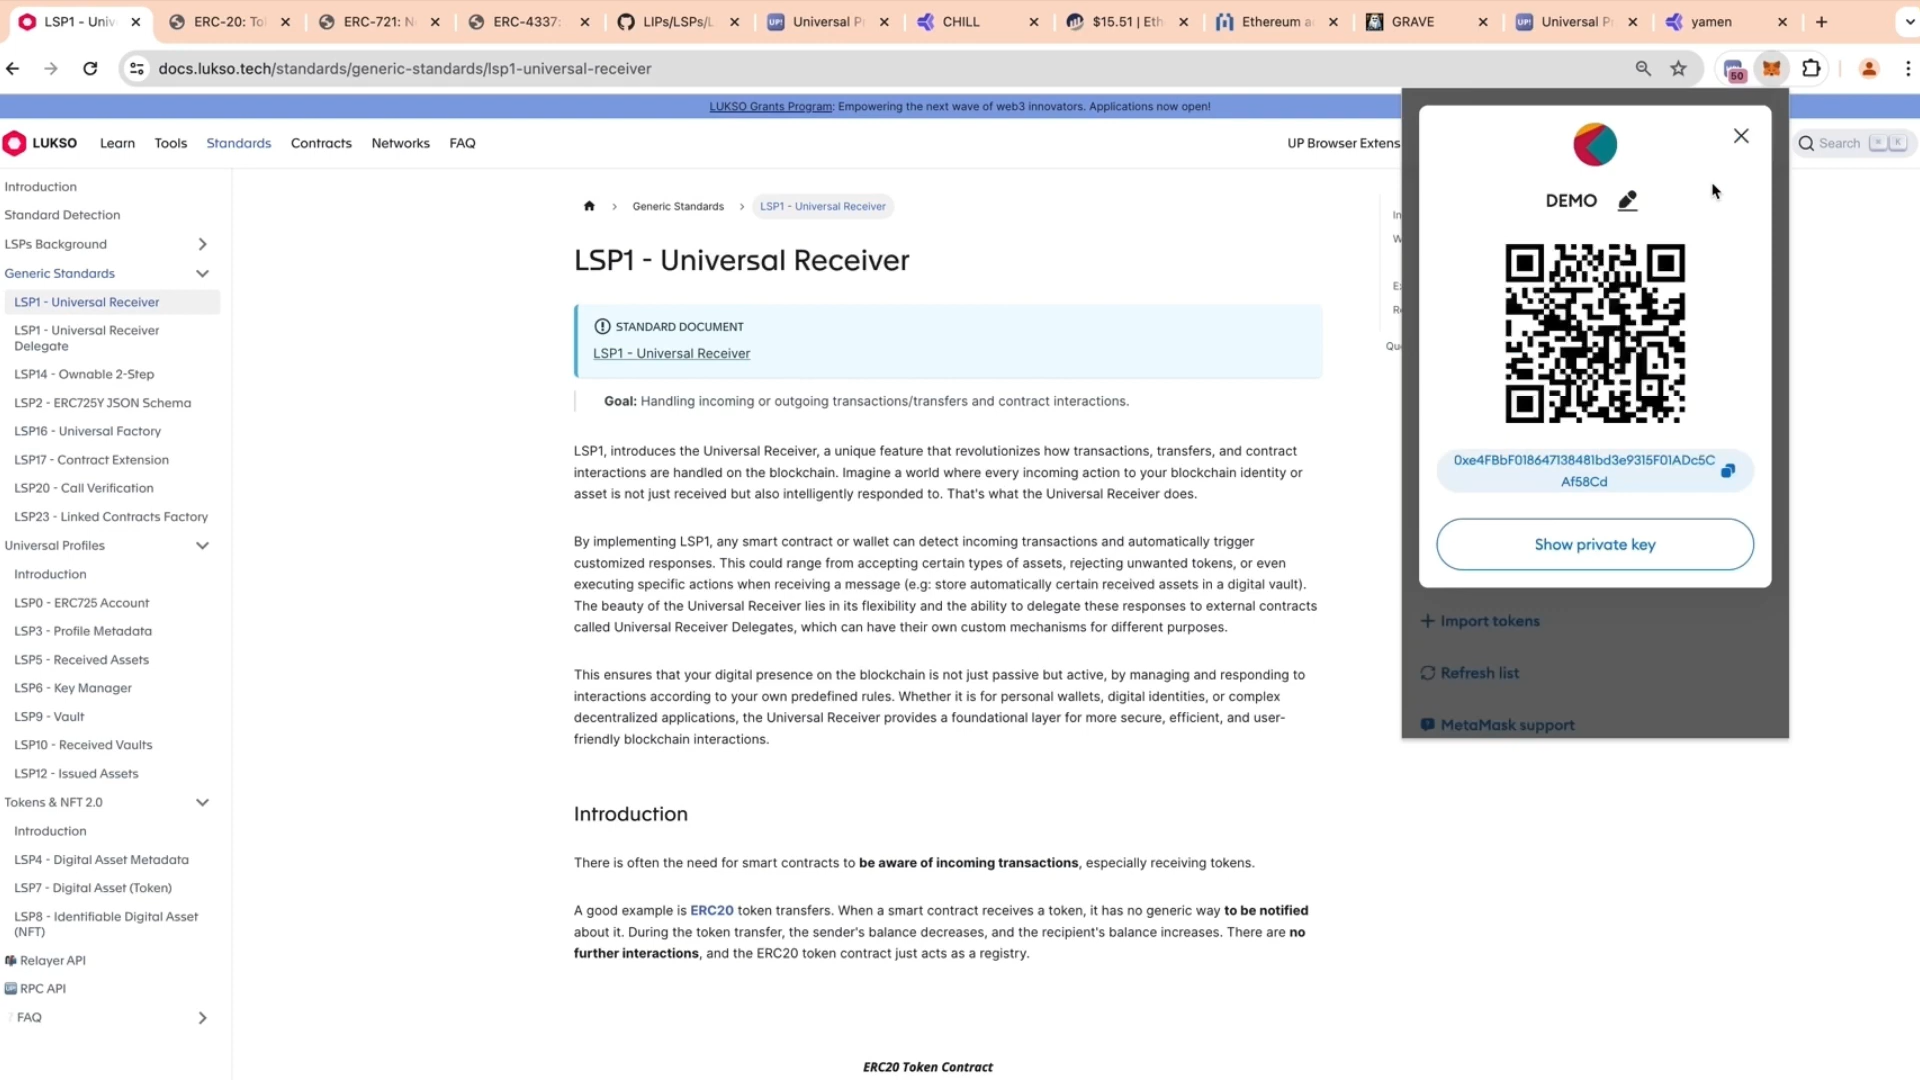 LSP1 - Univ
ERC-20: To
ERC-721: N
ERC-4337:
LIPs/LSPs/L
Universal P
CHILL
$15.51 | Eth
Ethereum a
GRAVE
Universal P
yamen
docs.lukso.tech/standards/generic-standards/lsp1-universal-receiver
50
LUKSO Grants Program: Empowering the next wave of web3 innovators. Applications now open!
LUKSO
Learn
Tools
Standards
Contracts
Networks
FAQ
UP Browser Extens
Search
K
Introduction
Standard Detection
LSPs Background
Generic Standards
LSP1 - Universal Receiver
LSP1 - Universal Receiver
Delegate
LSP14 - Ownable 2-Step
LSP2 - ERC725Y JSON Schema
LSP16 - Universal Factory
LSP17 - Contract Extension
LSP20 - Call Verification
LSP23 - Linked Contracts Factory
Universal Profiles
Introduction
LSP0 - ERC725 Account
LSP3 - Profile Metadata
LSP5 - Received Assets
LSP6 - Key Manager
LSP9 - Vault
LSP10 - Received Vaults
LSP12 - Issued Assets
Tokens & NFT 2.0
Introduction
LSP4 - Digital Asset Metadata
LSP7 - Digital Asset (Token)
LSP8 - Identifiable Digital Asset
(NFT)
Relayer API
RPC API
FAQ
Generic Standards
LSP1 - Universal Receiver
LSP1 - Universal Receiver
STANDARD DOCUMENT
LSP1 - Universal Receiver
Goal: Handling incoming or outgoing transactions/transfers and contract interactions.
LSP1, introduces the Universal Receiver, a unique feature that revolutionizes how transactions, transfers, and contract
interactions are handled on the blockchain. Imagine a world where every incoming action to your blockchain identity or
asset is not just received but also intelligently responded to. That's what the Universal Receiver does.
By implementing LSP1, any smart contract or wallet can detect incoming transactions and automatically trigger
customized responses. This could range from accepting certain types of assets, rejecting unwanted tokens, or even
executing specific actions when receiving a message (e.g: store automatically certain received assets in a digital vault).
The beauty of the Universal Receiver lies in its flexibility and the ability to delegate these responses to external contracts
called Universal Receiver Delegates, which can have their own custom mechanisms for different purposes.
This ensures that your digital presence on the blockchain is not just passive but active, by managing and responding to
interactions according to your own predefined rules. Whether it is for personal wallets, digital identities, or complex
decentralized applications, the Universal Receiver provides a foundational layer for more secure, efficient, and user-
friendly blockchain interactions.
Introduction
There is often the need for smart contracts to be aware of incoming transactions, especially receiving tokens.
A good example is ERC20 token transfers. When a smart contract receives a token, it has no generic way to be notified
about it. During the token transfer, the sender's balance decreases, and the recipient's balance increases. There are no
further interactions, and the ERC20 token contract just acts as a registry.
ERC20 Token Contract
In
W
Re
Qu
DEMO
0xe4FBbF018647138481bd3e9315F01ADc5C
Af58Cd
Show private key
+ Import tokens
Refresh list
MetaMask support